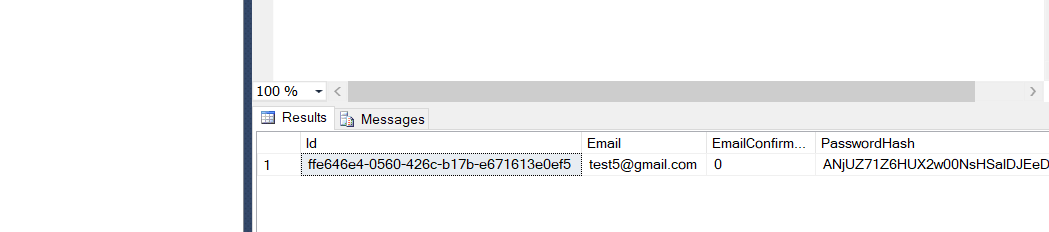 100 %
Results Messages
Id Email EmailConfirm... PasswordHash
1 ffe646e4-0560-426c-b17b-e671613e0ef5 test5@gmail.com 0 ANjUZ71Z6HUX2w00NsHSalDJEeD